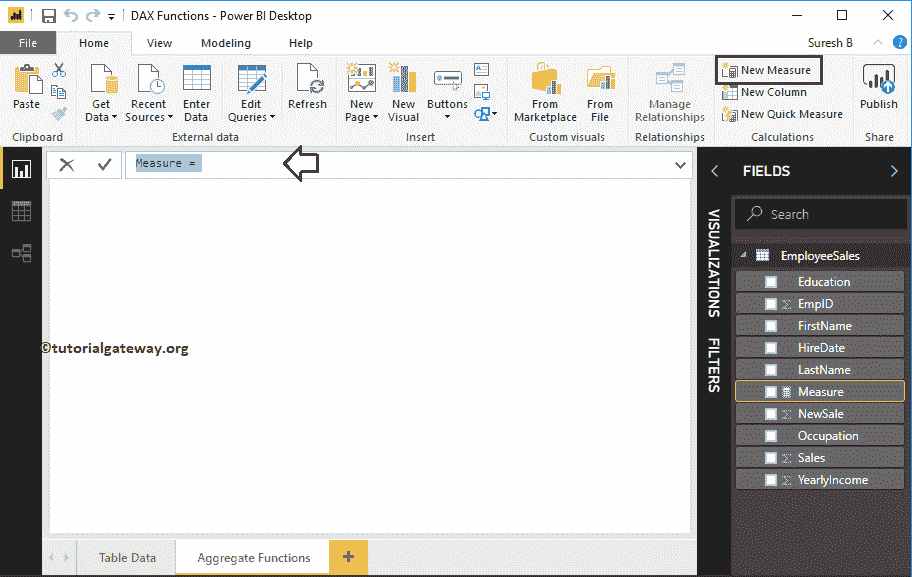 DAX Functions - Power BI Desktop
File Home View Modeling Help Suresh B ?
Paste
Get Data
Recent Sources
Enter Data
Edit Queries
Refresh
New Page
New Visual
Buttons
From Marketplace
From File
Manage Relationships
New Measure
New Column
New Quick Measure
Publish
Clipboard External data Insert Custom visuals Relationships Calculations Share
Measure =
VISUALIZATIONS
FILTERS
FIELDS
Search
EmployeeSales
Education
Σ EmpID
FirstName
HireDate
LastName
Measure
Σ NewSale
Occupation
Σ Sales
Σ YearlyIncome
©tutorialgateway.org
Table Data Aggregate Functions +